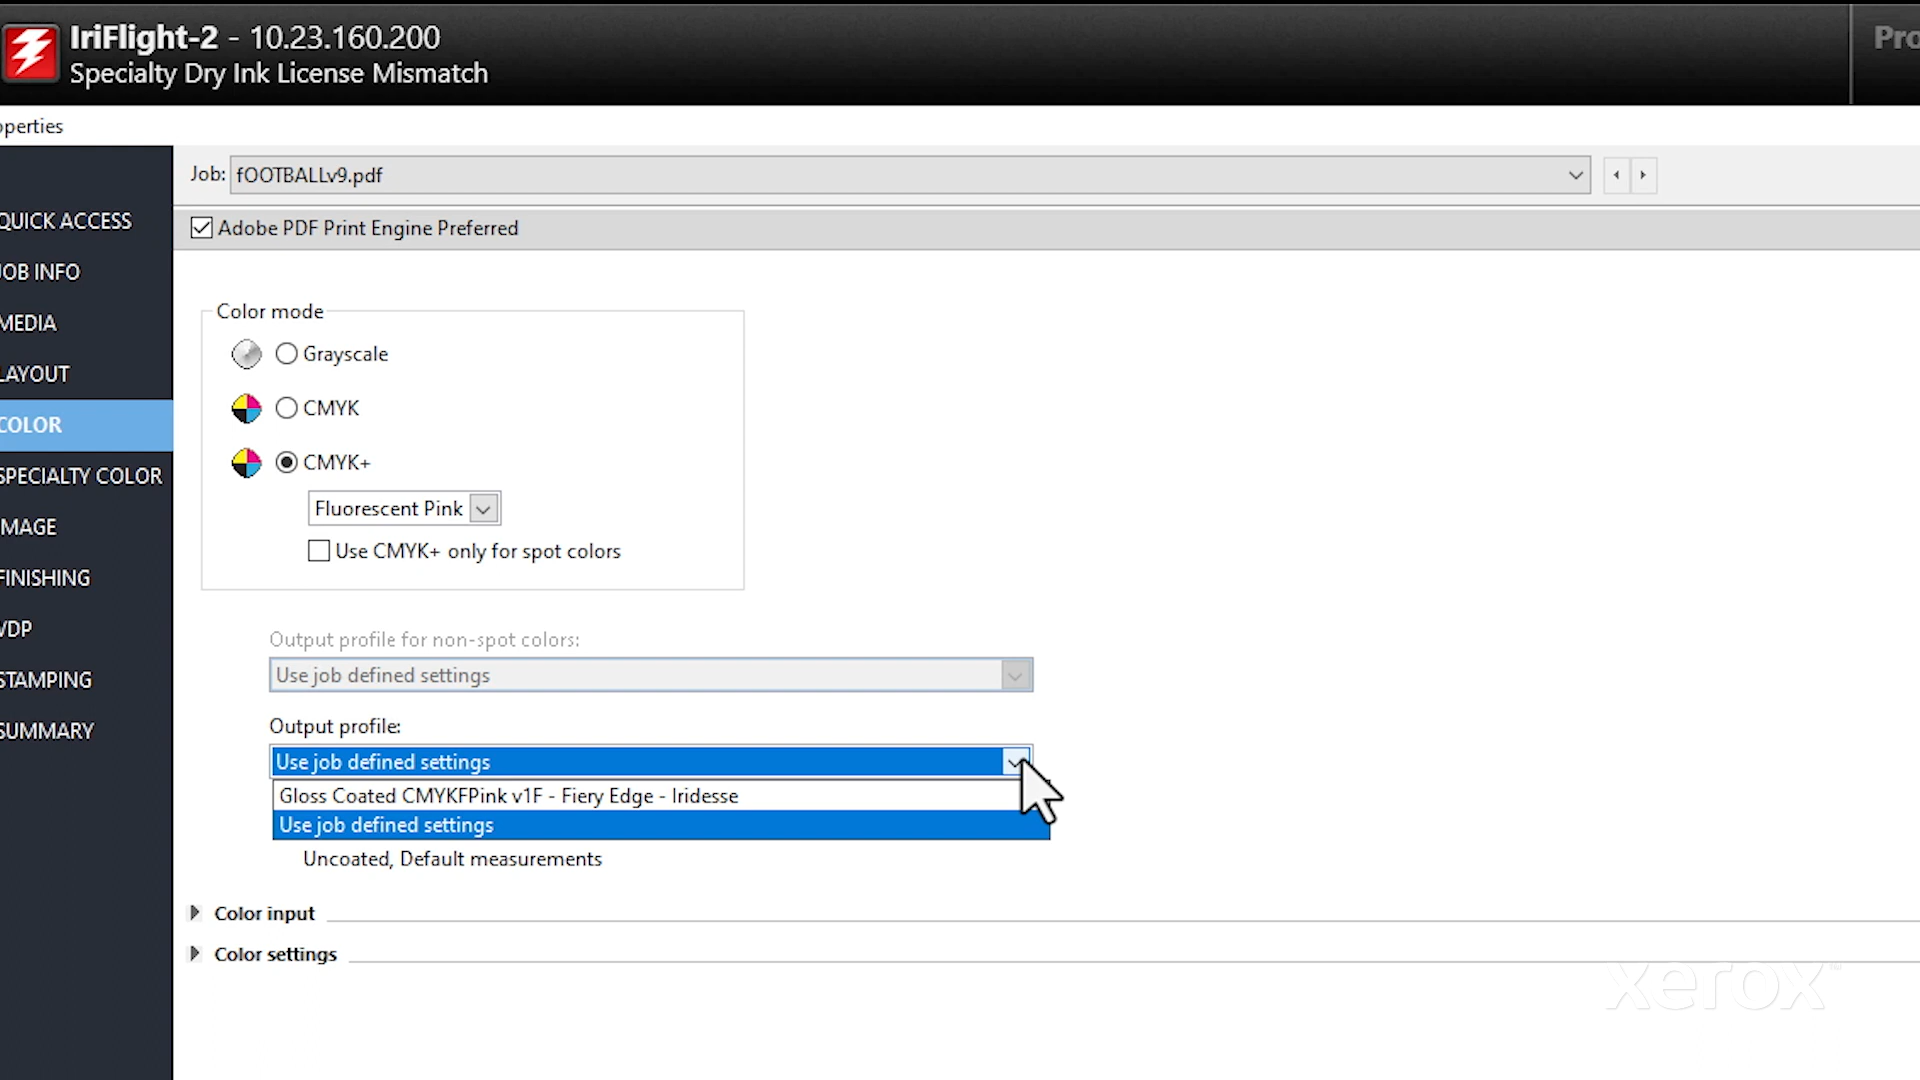 IriFlight-2 - 10.23.160.200
Specialty Dry Ink License Mismatch
Pro
operties
Job: fOOTBALLv9.pdf
Adobe PDF Print Engine Preferred
QUICK ACCESS
JOB INFO
MEDIA
LAYOUT
COLOR
SPECIALTY COLOR
IMAGE
FINISHING
VDP
STAMPING
SUMMARY
Color mode
Grayscale
CMYK
CMYK+
Fluorescent Pink
Use CMYK+ only for spot colors
Output profile for non-spot colors:
Use job defined settings
Output profile:
Use job defined settings
Gloss Coated CMYKFPink v1F - Fiery Edge - Iridesse
Use job defined settings
Uncoated, Default measurements
Color input
Color settings
xerox™